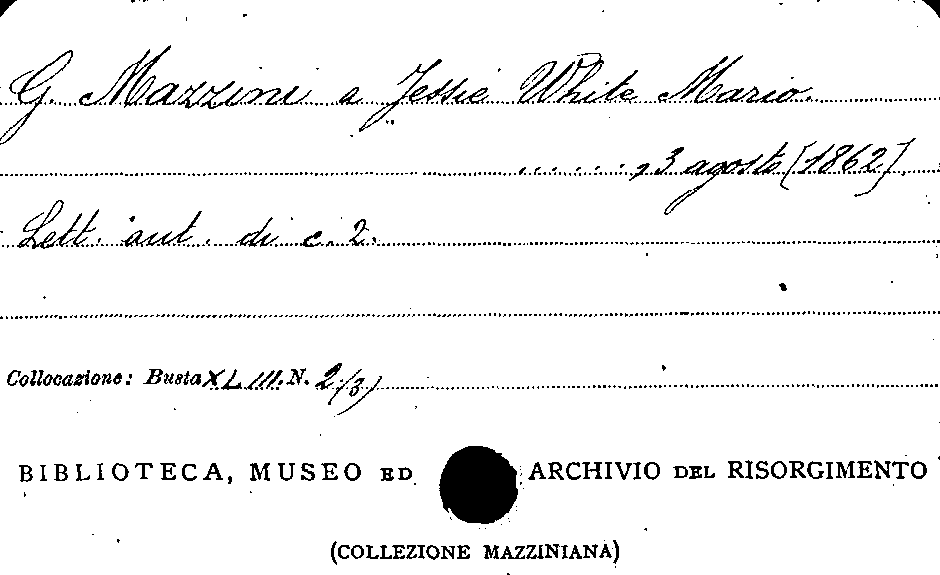 G. Mazzini a Jessie White Mario.
......, 3 agosto [1862].
Lett. aut. di c. 2.
Collocazione: Busta XLIII. N. 2/3)
BIBLIOTECA, MUSEO ED ARCHIVIO DEL RISORGIMENTO
(COLLEZIONE MAZZINIANA)